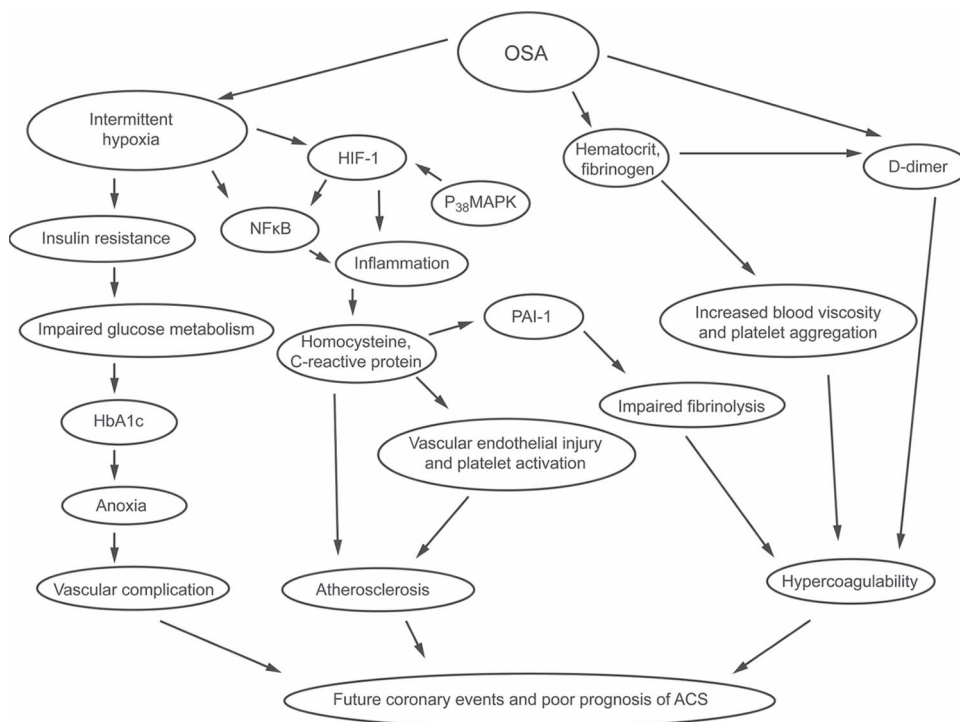 OSA
Intermittent
hypoxia
HIF-1
Hematocrit,
fibrinogen
D-dimer
P₃₈MAPK
NFκB
Insulin resistance
Inflammation
Impaired glucose metabolism
PAI-1
Increased blood viscosity
and platelet aggregation
Homocysteine,
C-reactive protein
HbA1c
Impaired fibrinolysis
Vascular endothelial injury
and platelet activation
Anoxia
Vascular complication
Atherosclerosis
Hypercoagulability
Future coronary events and poor prognosis of ACS